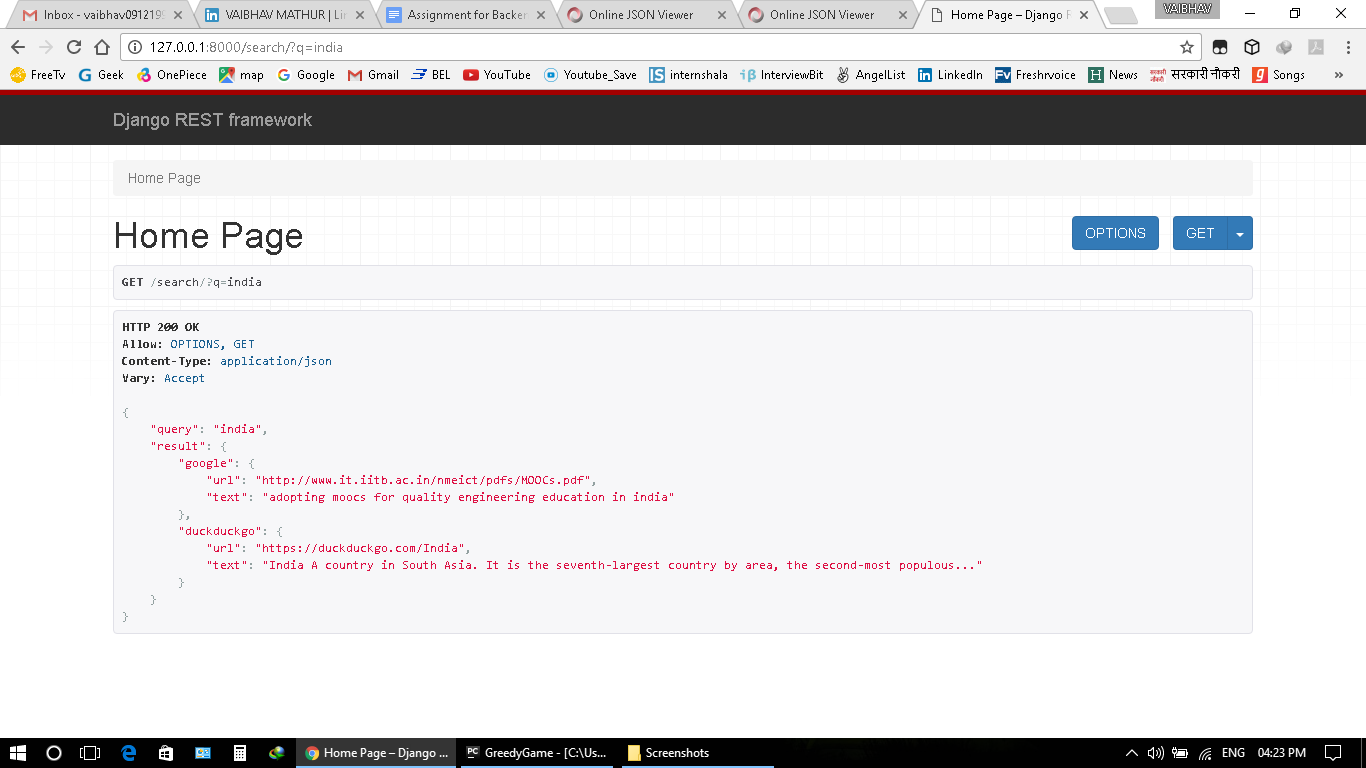 Inbox - vaibhav091219
VAIBHAV MATHUR | Lin
Assignment for Backen
Online JSON Viewer
Online JSON Viewer
Home Page – Django R
VAIBHAV
127.0.0.1:8000/search/?q=india
FreeTv
Geek
OnePiece
map
Google
Gmail
BEL
YouTube
Youtube_Save
internshala
InterviewBit
AngelList
LinkedIn
Freshrvoice
News
सरकारी नौकरी
Songs
»
Django REST framework
Home Page
Home Page
OPTIONS
GET
GET /search/?q=india
HTTP 200 OK
Allow: OPTIONS, GET
Content-Type: application/json
Vary: Accept
{
"query": "india",
"result": {
"google": {
"url": "http://www.it.iitb.ac.in/nmeict/pdfs/MOOCs.pdf",
"text": "adopting moocs for quality engineering education in india"
},
"duckduckgo": {
"url": "https://duckduckgo.com/India",
"text": "India A country in South Asia. It is the seventh-largest country by area, the second-most populous..."
}
}
}
Home Page – Django ...
GreedyGame - [C:\Us...
Screenshots
ENG
04:23 PM